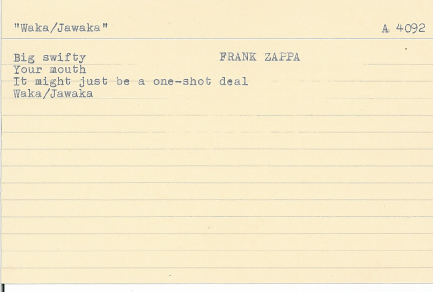 "Waka/Jawaka" A 4092
Big swifty FRANK ZAPPA
Your mouth
It might just be a one-shot deal
Waka/Jawaka